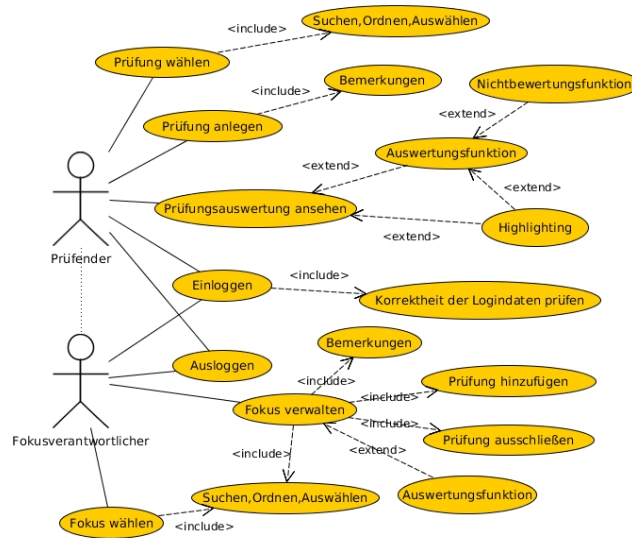 Suchen,Ordnen,Auswählen
<include>
Prüfung wählen
Bemerkungen
Nichtbewertungsfunktion
<include>
Prüfung anlegen
<extend>
Auswertungsfunktion
<extend>
<extend>
Prüfungsauswertung ansehen
Highlighting
<extend>
Prüfender
<include>
Einloggen
Korrektheit der Logindaten prüfen
Bemerkungen
Ausloggen
<include>
Prüfung hinzufügen
<include>
Fokus verwalten
<include>
Prüfung ausschließen
Fokusverantwortlicher
<include>
<extend>
Suchen,Ordnen,Auswählen
Auswertungsfunktion
Fokus wählen
<include>